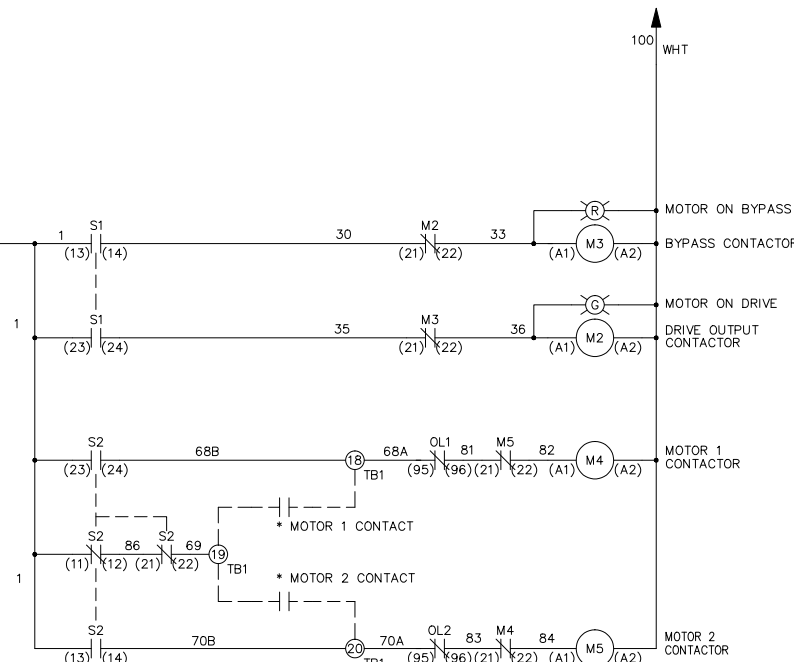 100
WHT
R MOTOR ON BYPASS
1 S1 30 M2 33
(13) (14) (21) (22) (A1) M3 (A2) BYPASS CONTACTOR
G MOTOR ON DRIVE
1 S1 35 M3 36 DRIVE OUTPUT
(23) (24) (21) (22) (A1) M2 (A2) CONTACTOR
S2 68B 18 68A OL1 81 M5 82 MOTOR 1
(23) (24) TB1 (95) (96) (21) (22) (A1) M4 (A2) CONTACTOR
* MOTOR 1 CONTACT
S2 86 S2 69 19
(11) (12) (21) (22) TB1
1 * MOTOR 2 CONTACT
S2 70B 20 70A OL2 83 M4 84 MOTOR 2
(13) (14) TB1 (95) (96) (21) (22) (A1) M5 (A2) CONTACTOR